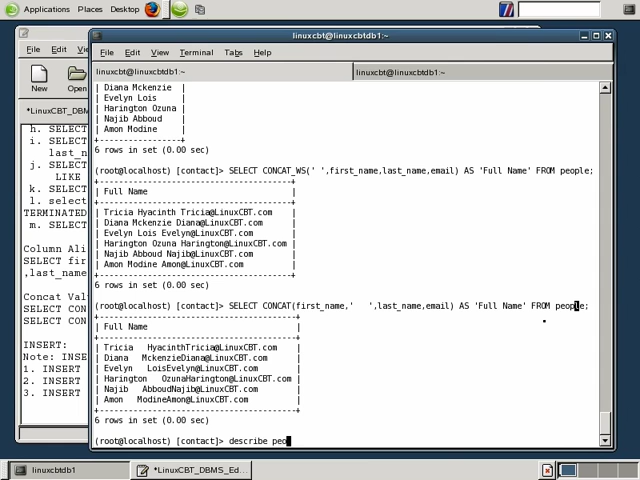 Applications Places Desktop
linuxcbt@linuxcbtdb1:~
File Edit Vi
File Edit View Terminal Tabs Help
New Open
linuxcbt@linuxcbtdb1:~ linuxcbt@linuxcbtdb1:~
*LinuxCBT_DBM
h. SELECT
i. SELECT
last_n
j. SELECT
LIKE
k. SELECT
l. select
TERMINATED
m. SELECT
Column Ali
SELECT fir
,last_name
Concat Val
SELECT CON
SELECT CON
INSERT:
Note: INSE
1. INSERT
2. INSERT
3. INSERT
| Diana Mckenzie |
| Evelyn Lois |
| Harington Ozuna |
| Najib Abboud |
| Amon Modine |
+-----------------+
6 rows in set (0.00 sec)
(root@localhost) [contact]> SELECT CONCAT_WS(' ',first_name,last_name,email) AS 'Full Name' FROM people;
+--------------------------------------+
| Full Name |
+--------------------------------------+
| Tricia Hyacinth Tricia@LinuxCBT.com |
| Diana Mckenzie Diana@LinuxCBT.com |
| Evelyn Lois Evelyn@LinuxCBT.com |
| Harington Ozuna Harington@LinuxCBT.com |
| Najib Abboud Najib@LinuxCBT.com |
| Amon Modine Amon@LinuxCBT.com |
+--------------------------------------+
6 rows in set (0.00 sec)
(root@localhost) [contact]> SELECT CONCAT(first_name,'   ',last_name,email) AS 'Full Name' FROM people;
+---------------------------------------+
| Full Name |
+---------------------------------------+
| Tricia   HyacinthTricia@LinuxCBT.com |
| Diana   MckenzieDiana@LinuxCBT.com |
| Evelyn   LoisEvelyn@LinuxCBT.com |
| Harington   OzunaHarington@LinuxCBT.com |
| Najib   AbboudNajib@LinuxCBT.com |
| Amon   ModineAmon@LinuxCBT.com |
+---------------------------------------+
6 rows in set (0.00 sec)
(root@localhost) [contact]> describe peo
linuxcbtdb1 *LinuxCBT_DBMS_Ed...